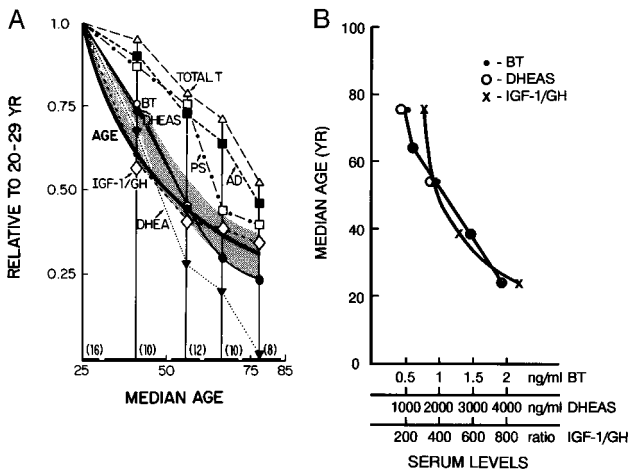 A
RELATIVE TO 20-29 YR
1.0
0.75
0.50
0.25
TOTAL T
BT
DHEAS
AGE
IGF-1/GH
PS
AD
DHEA
(16) (10) (12) (10) (8)
25 50 75 85
MEDIAN AGE
B
MEDIAN AGE (YR)
100
80
60
40
20
0
- BT
- DHEAS
- IGF-1/GH
0.5 1 1.5 2 ng/ml BT
1000 2000 3000 4000 ng/ml DHEAS
200 400 600 800 ratio IGF-1/GH
SERUM LEVELS